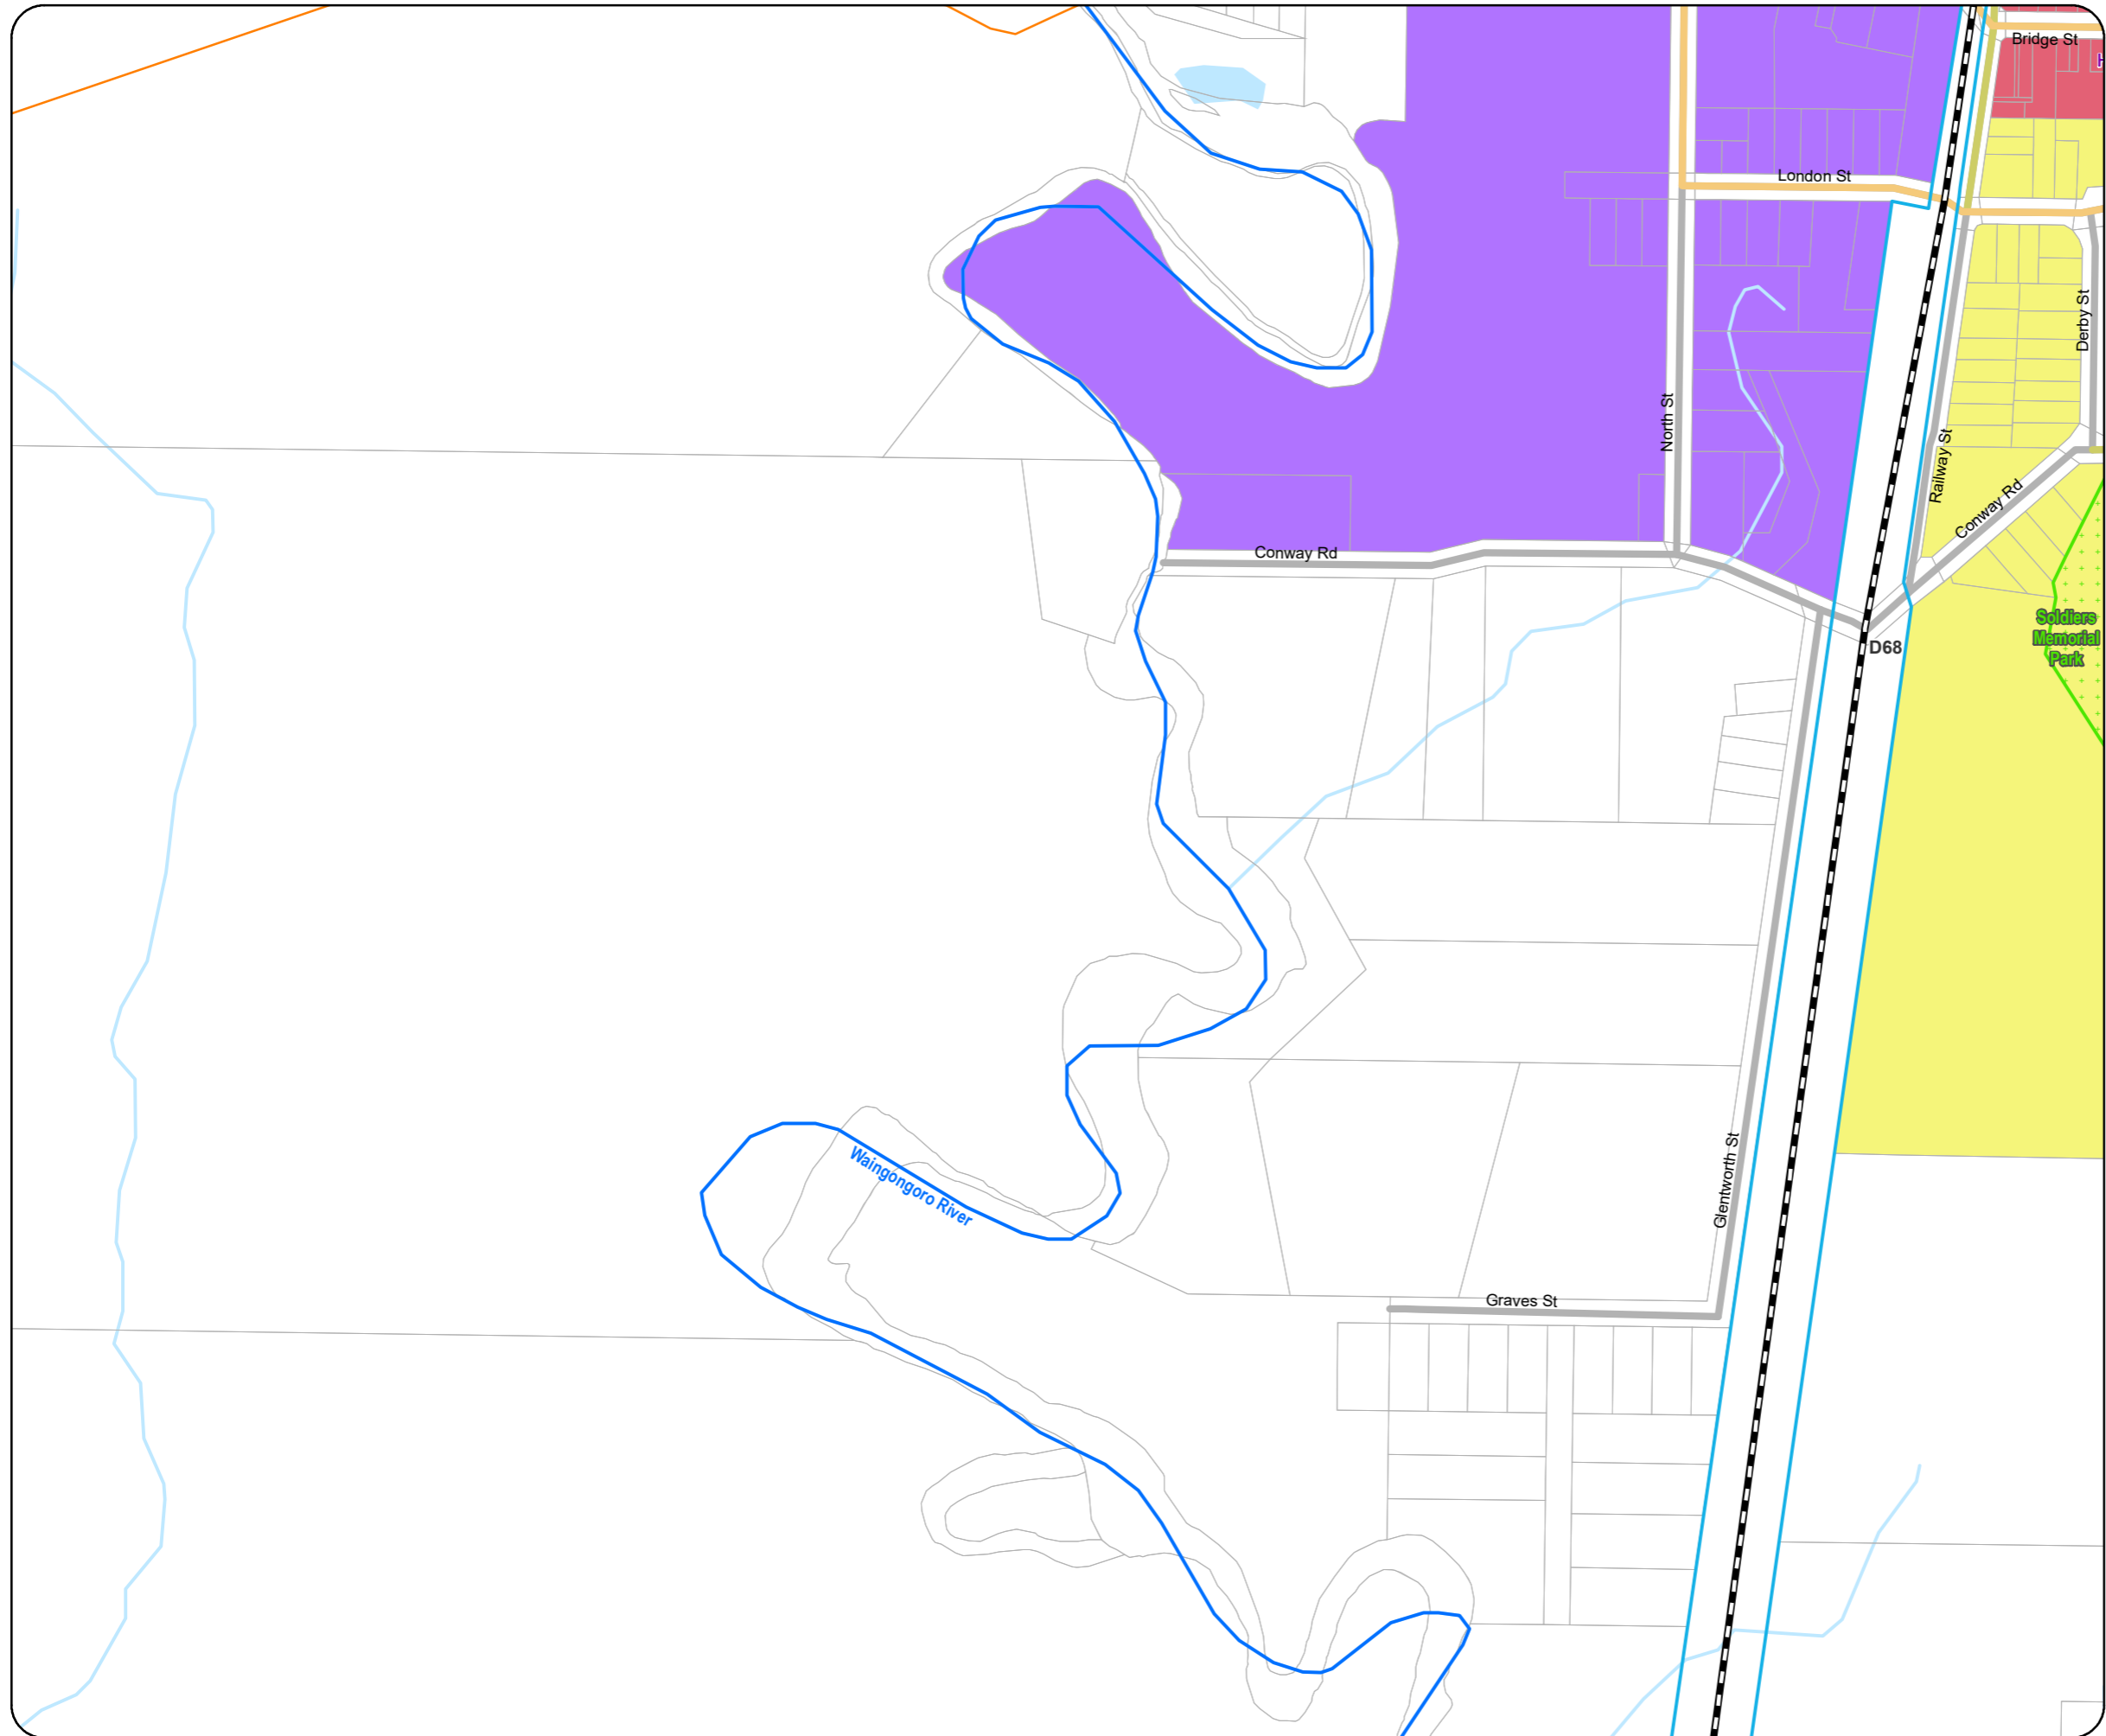 Bridge St
H
London St
Derby St
North St
Railway St
Conway Rd
Conway Rd
Soldiers
Memorial
Park
D68
Glentworth St
Waingongoro River
Graves St